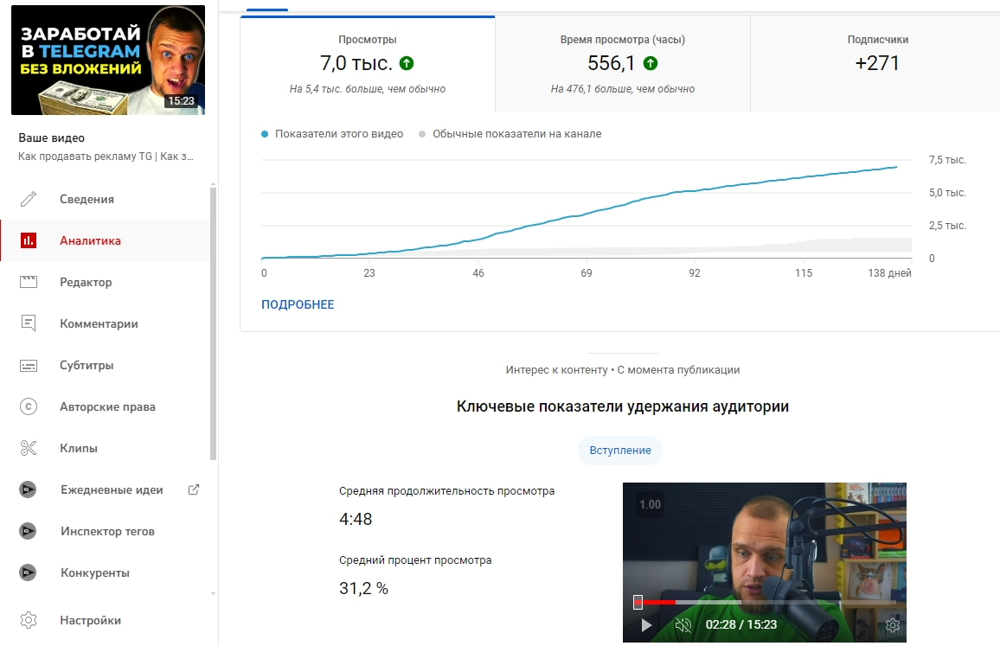 ЗАРАБОТАЙ
В TELEGRAM
БЕЗ ВЛОЖЕНИЙ
15:23
Ваше видео
Как продавать рекламу TG | Как з...
Сведения
Аналитика
Редактор
Комментарии
Субтитры
Авторские права
Клипы
Ежедневные идеи
Инспектор тегов
Конкуренты
Настройки
Просмотры
7,0 тыс.
На 5,4 тыс. больше, чем обычно
Время просмотра (часы)
556,1
На 476,1 больше, чем обычно
Подписчики
+271
Показатели этого видео
Обычные показатели на канале
7,5 тыс.
5,0 тыс.
2,5 тыс.
0
0 23 46 69 92 115 138 дней
ПОДРОБНЕЕ
Интерес к контенту • С момента публикации
Ключевые показатели удержания аудитории
Вступление
Средняя продолжительность просмотра
4:48
Средний процент просмотра
31,2 %
1.00
02:28 / 15:23